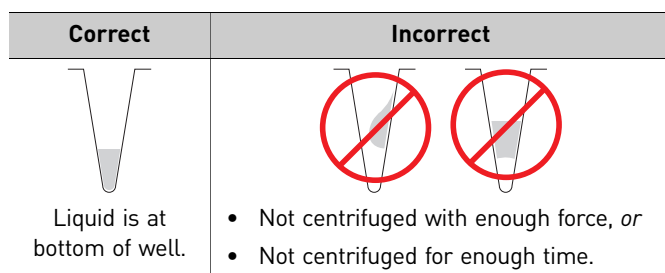 Correct
Incorrect
Liquid is at
bottom of well.
• Not centrifuged with enough force, or
• Not centrifuged for enough time.